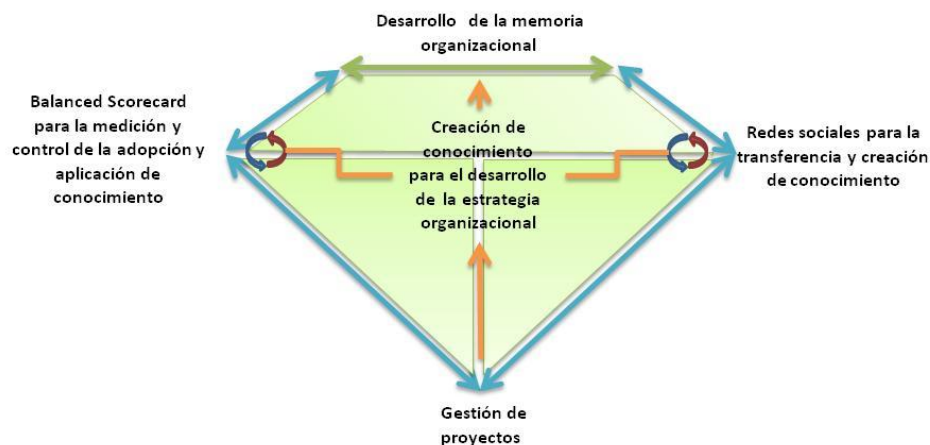 Desarrollo de la memoria
organizacional
Balanced Scorecard
para la medición y
control de la adopción y
aplicación de
conocimiento
Creación de
conocimiento
para el desarrollo
de la estrategia
organizacional
Redes sociales para la
transferencia y creación
de conocimiento
Gestión de
proyectos